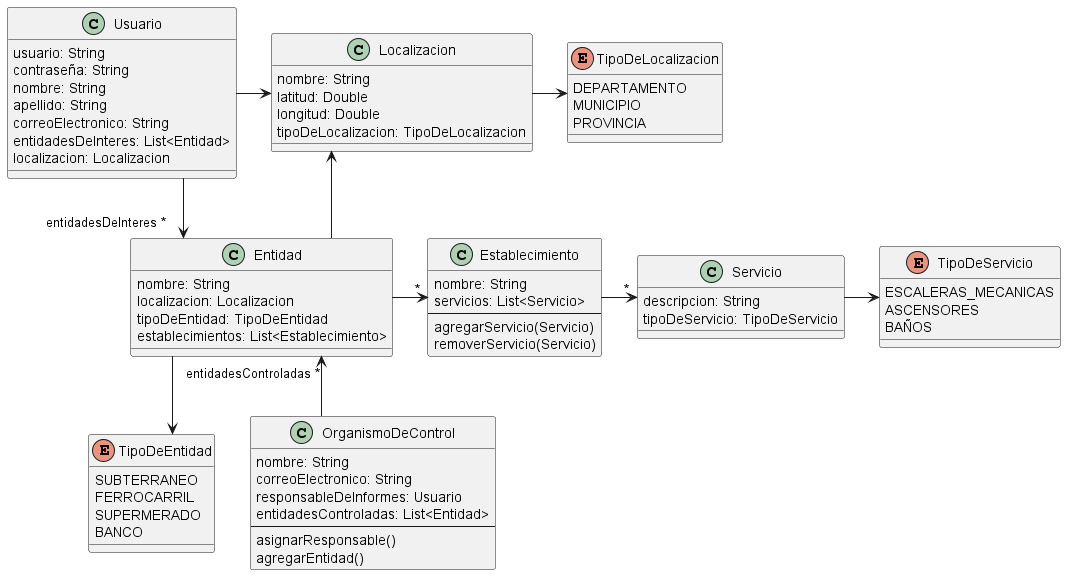 C Usuario
usuario: String
contraseña: String
nombre: String
apellido: String
correoElectronico: String
entidadesDeInteres: List<Entidad>
localizacion: Localizacion
C Localizacion
nombre: String
latitud: Double
longitud: Double
tipoDeLocalizacion: TipoDeLocalizacion
E TipoDeLocalizacion
DEPARTAMENTO
MUNICIPIO
PROVINCIA
entidadesDeInteres *
C Entidad
nombre: String
localizacion: Localizacion
tipoDeEntidad: TipoDeEntidad
establecimientos: List<Establecimiento>
*
C Establecimiento
nombre: String
servicios: List<Servicio>
agregarServicio(Servicio)
removerServicio(Servicio)
*
C Servicio
descripcion: String
tipoDeServicio: TipoDeServicio
E TipoDeServicio
ESCALERAS_MECANICAS
ASCENSORES
BAÑOS
entidadesControladas *
E TipoDeEntidad
SUBTERRANEO
FERROCARRIL
SUPERMERADO
BANCO
C OrganismoDeControl
nombre: String
correoElectronico: String
responsableDeInformes: Usuario
entidadesControladas: List<Entidad>
asignarResponsable()
agregarEntidad()